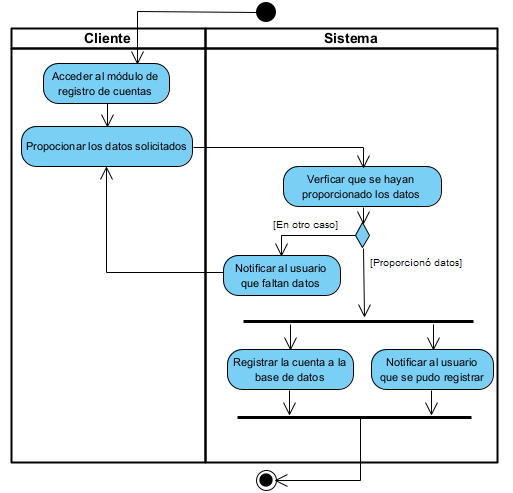 Cliente
Sistema
Acceder al módulo de
registro de cuentas
Propocionar los datos solicitados
Verficar que se hayan
proporcionado los datos
[En otro caso]
[Proporcionó datos]
Notificar al usuario
que faltan datos
Registrar la cuenta a la
base de datos
Notificar al usuario
que se pudo registrar